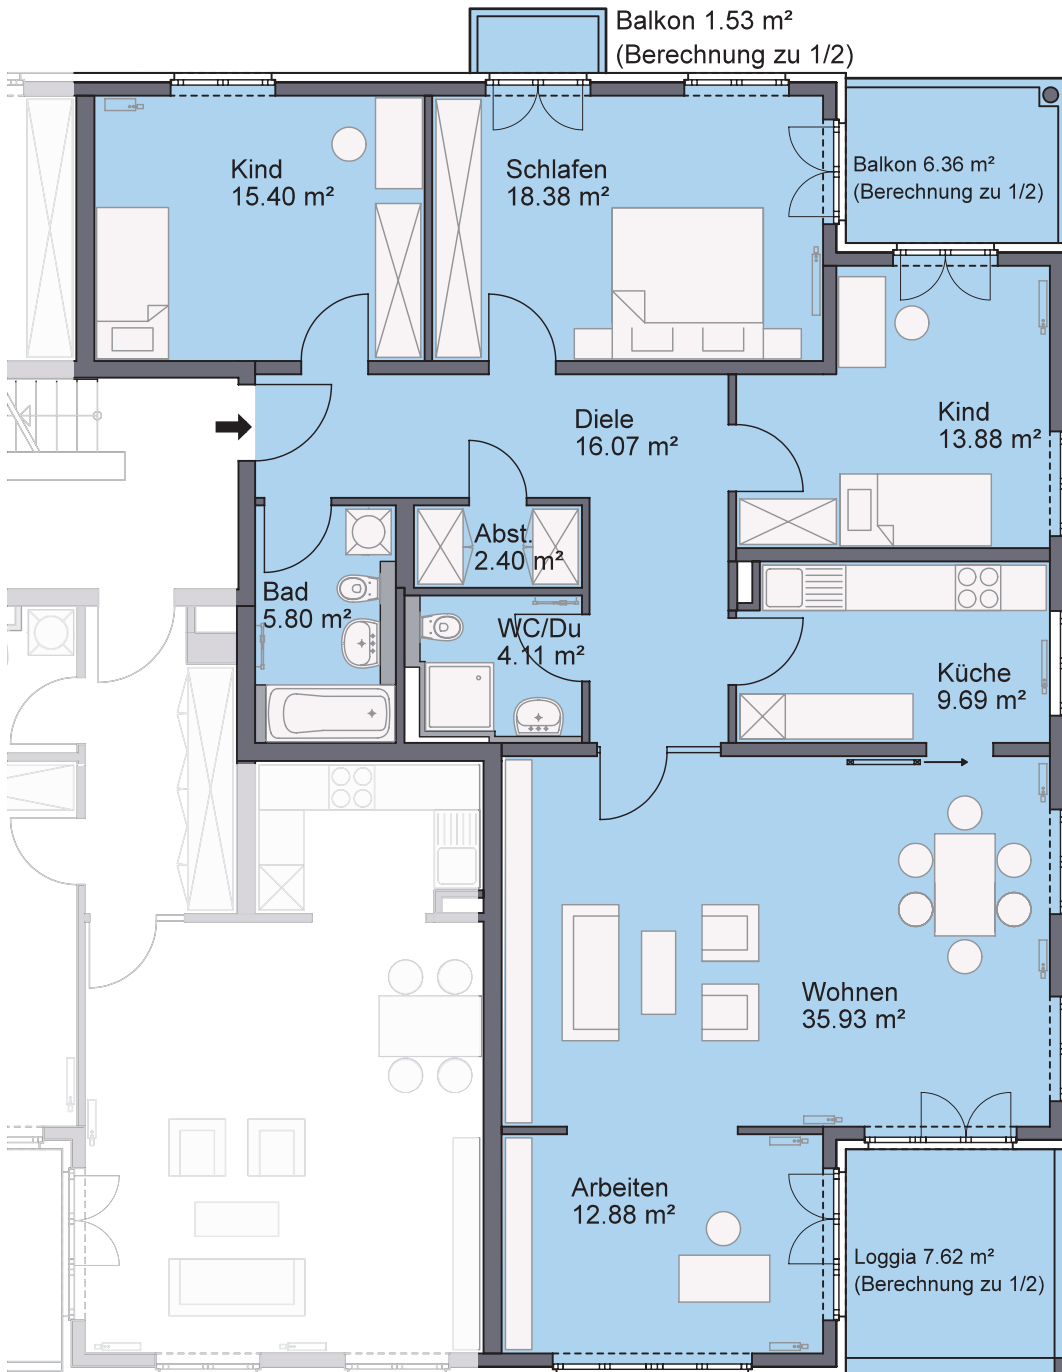 Balkon 1.53 m²
(Berechnung zu 1/2)
Kind
15.40 m²
Schlafen
18.38 m²
Balkon 6.36 m²
(Berechnung zu 1/2)
Diele
16.07 m²
Kind
13.88 m²
Abst.
2.40 m²
Bad
5.80 m²
WC/Du
4.11 m²
Küche
9.69 m²
Wohnen
35.93 m²
Arbeiten
12.88 m²
Loggia 7.62 m²
(Berechnung zu 1/2)